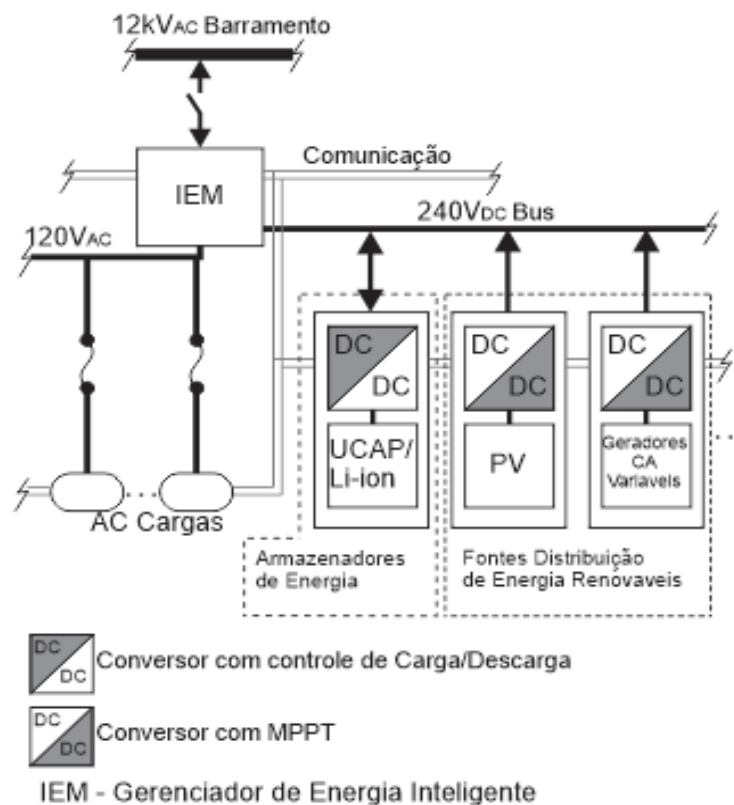 12kVAC Barramento
Comunicação
IEM
240VDC Bus
120VAC
DC
DC
DC
DC
DC
DC
UCAP/
Li-ion
PV
Geradores
CA
Variaveis
...
AC Cargas
...
Armazenadores
de Energia
Fontes Distribuição
de Energia Renovaveis
DC
DC
Conversor com controle de Carga/Descarga
DC
DC
Conversor com MPPT
IEM - Gerenciador de Energia Inteligente